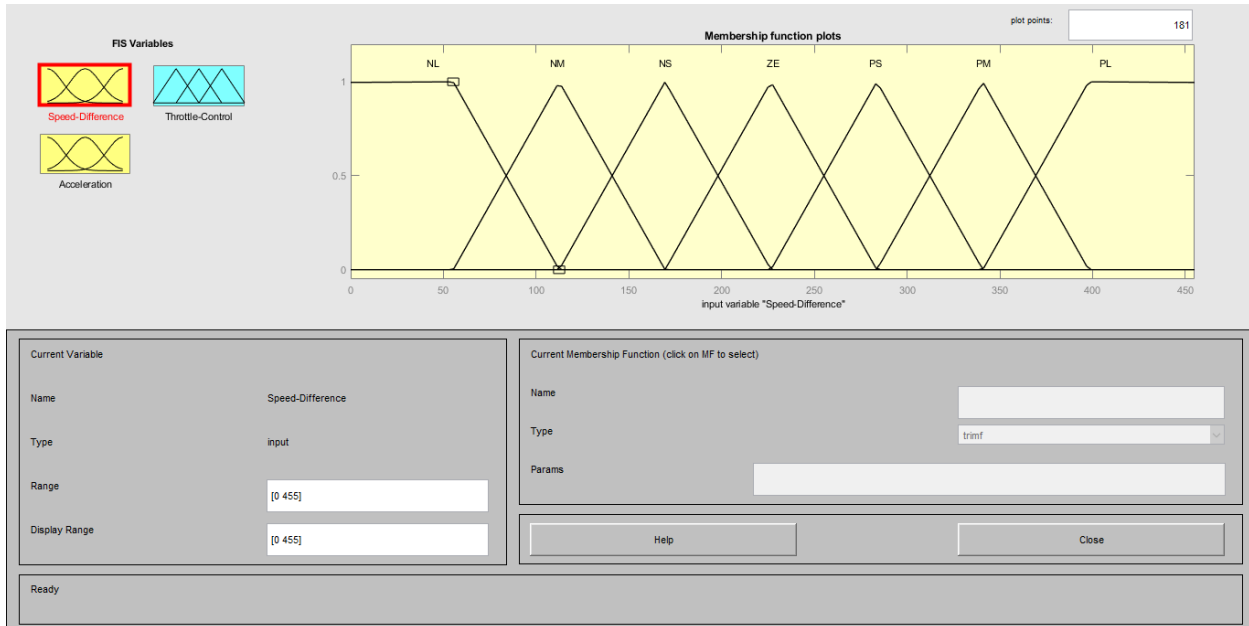 plot points:
181
FIS Variables
Membership function plots
NL NM NS ZE PS PM PL
1
Speed-Difference Throttle-Control
0.5
Acceleration
0
0 50 100 150 200 250 300 350 400 450
input variable "Speed-Difference"
Current Variable
Name Speed-Difference
Type input
Range [0 455]
Display Range [0 455]
Current Membership Function (click on MF to select)
Name
Type trimf
Params
Help Close
Ready